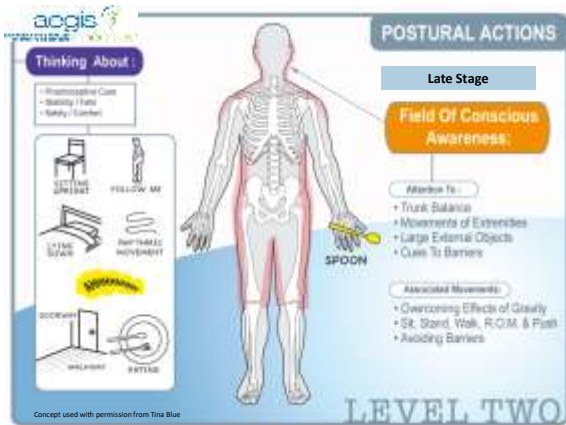 aegis
Thinking About :
• Proprioceptive Cues
• Stability / Falls
• Safety / Comfort
SITTING
UPRIGHT
FOLLOW ME
LYING
DOWN
RHYTHMIC
MOVEMENT
DOORWAY
WALKWAY
EATING
Concept used with permission from Tina Blue
SPOON
POSTURAL ACTIONS
Late Stage
Field Of Conscious
Awareness:
Attention To :
• Trunk Balance
• Movements of Extremities
• Large External Objects
• Cues To Barriers
Associated Movements:
• Overcoming Effects of Gravity
• Sit, Stand, Walk, R.O.M. & Push
• Avoiding Barriers
LEVEL TWO